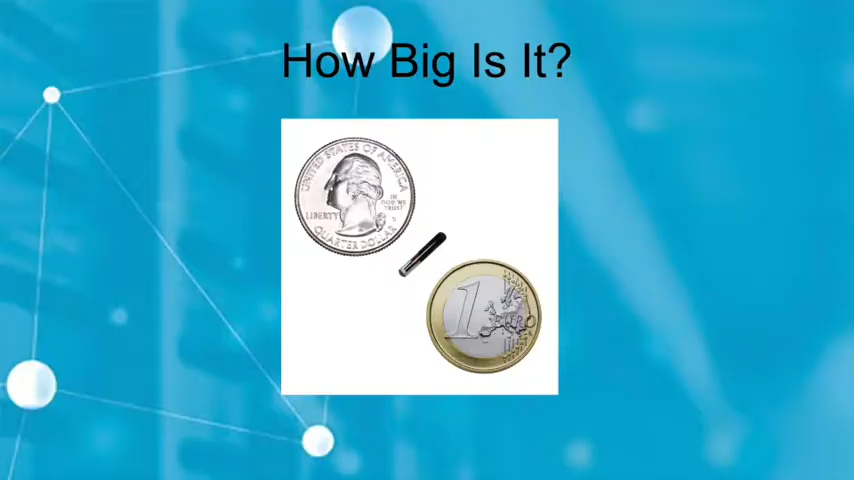 How Big Is It?
UNITED STATES OF AMERICA
IN
GOD WE
TRUST
LIBERTY
D
QUARTER DOLLAR
1
EURO